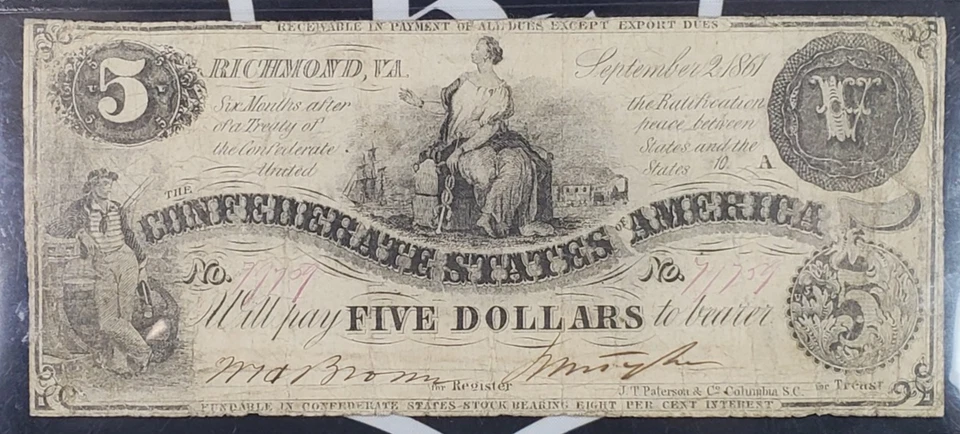 RECEIVABLE IN PAYMENT OF ALL DUES EXCEPT EXPORT DUES
5 RICHMOND, VA. September 2 1861 V
Six Months after the Ratification
of a Treaty of peace between
the Confederate States and the
United States 10 A
THE CONFEDERATE STATES OF AMERICA
No. No. 71759
Will pay FIVE DOLLARS to bearer 5
for Register J.T. Paterson & Co. Columbia S.C. for Treasr
FUNDABLE IN CONFEDERATE STATES STOCK BEARING EIGHT PER CENT INTEREST